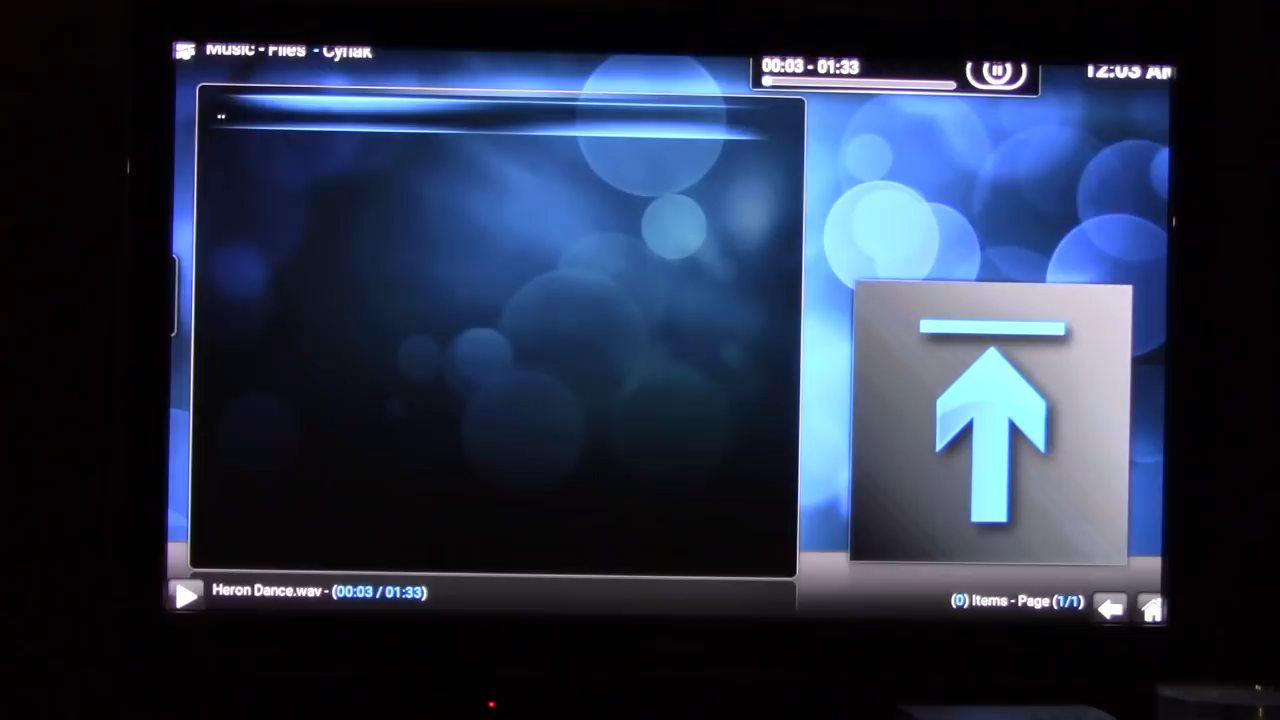 Music - Files - Cyriak
00:03 - 01:33
12:03 AM
..
Heron Dance.wav - (00:03 / 01:33)
(0) Items - Page (1/1)